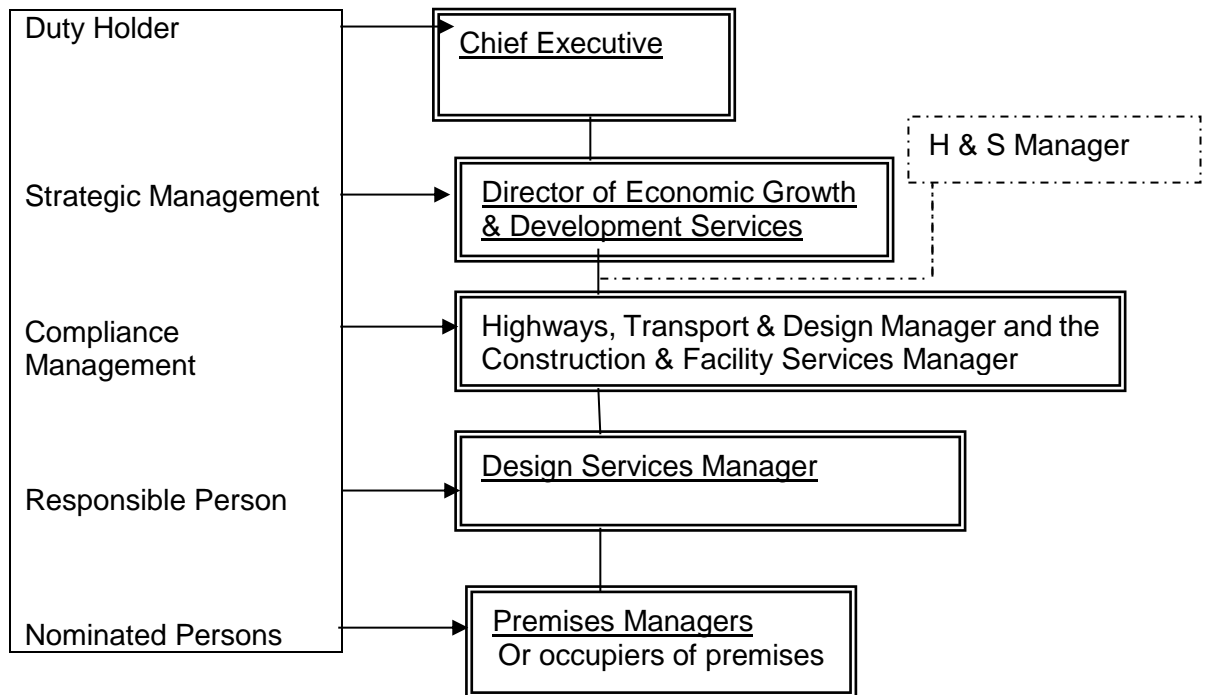 Duty Holder
Chief Executive
H & S Manager
Strategic Management
Director of Economic Growth
& Development Services
Compliance
Management
Highways, Transport & Design Manager and the
Construction & Facility Services Manager
Responsible Person
Design Services Manager
Nominated Persons
Premises Managers
Or occupiers of premises